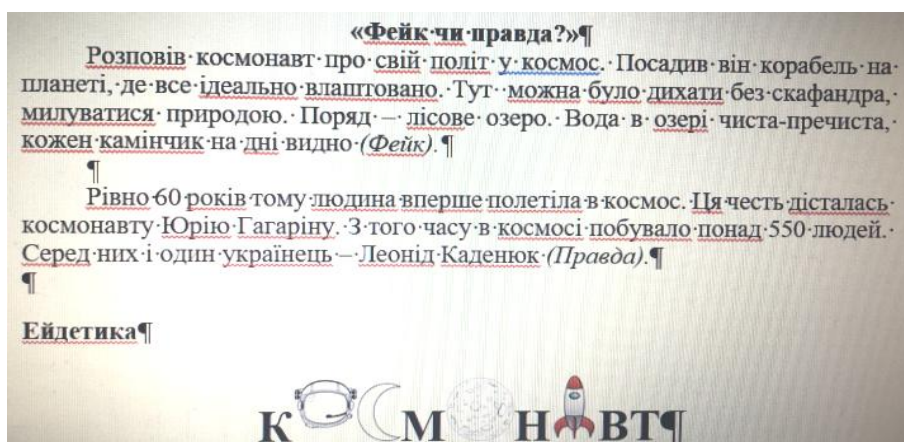 «Фейк чи правда?»¶
Розповів космонавт про свій політ у космос. Посадив він корабель на
планеті, де все ідеально влаштовано. Тут можна було дихати без скафандра,
милуватися природою. Поряд – лісове озеро. Вода в озері чиста-пречиста,
кожен камінчик на дні видно (Фейк).¶
¶
Рівно 60 років тому людина вперше полетіла в космос. Ця честь дісталась
космонавту Юрію Гагаріну. З того часу в космосі побувало понад 550 людей.
Серед них і один українець – Леонід Каденюк (Правда).¶
¶
Ейдетика¶
К М Н ВТ¶